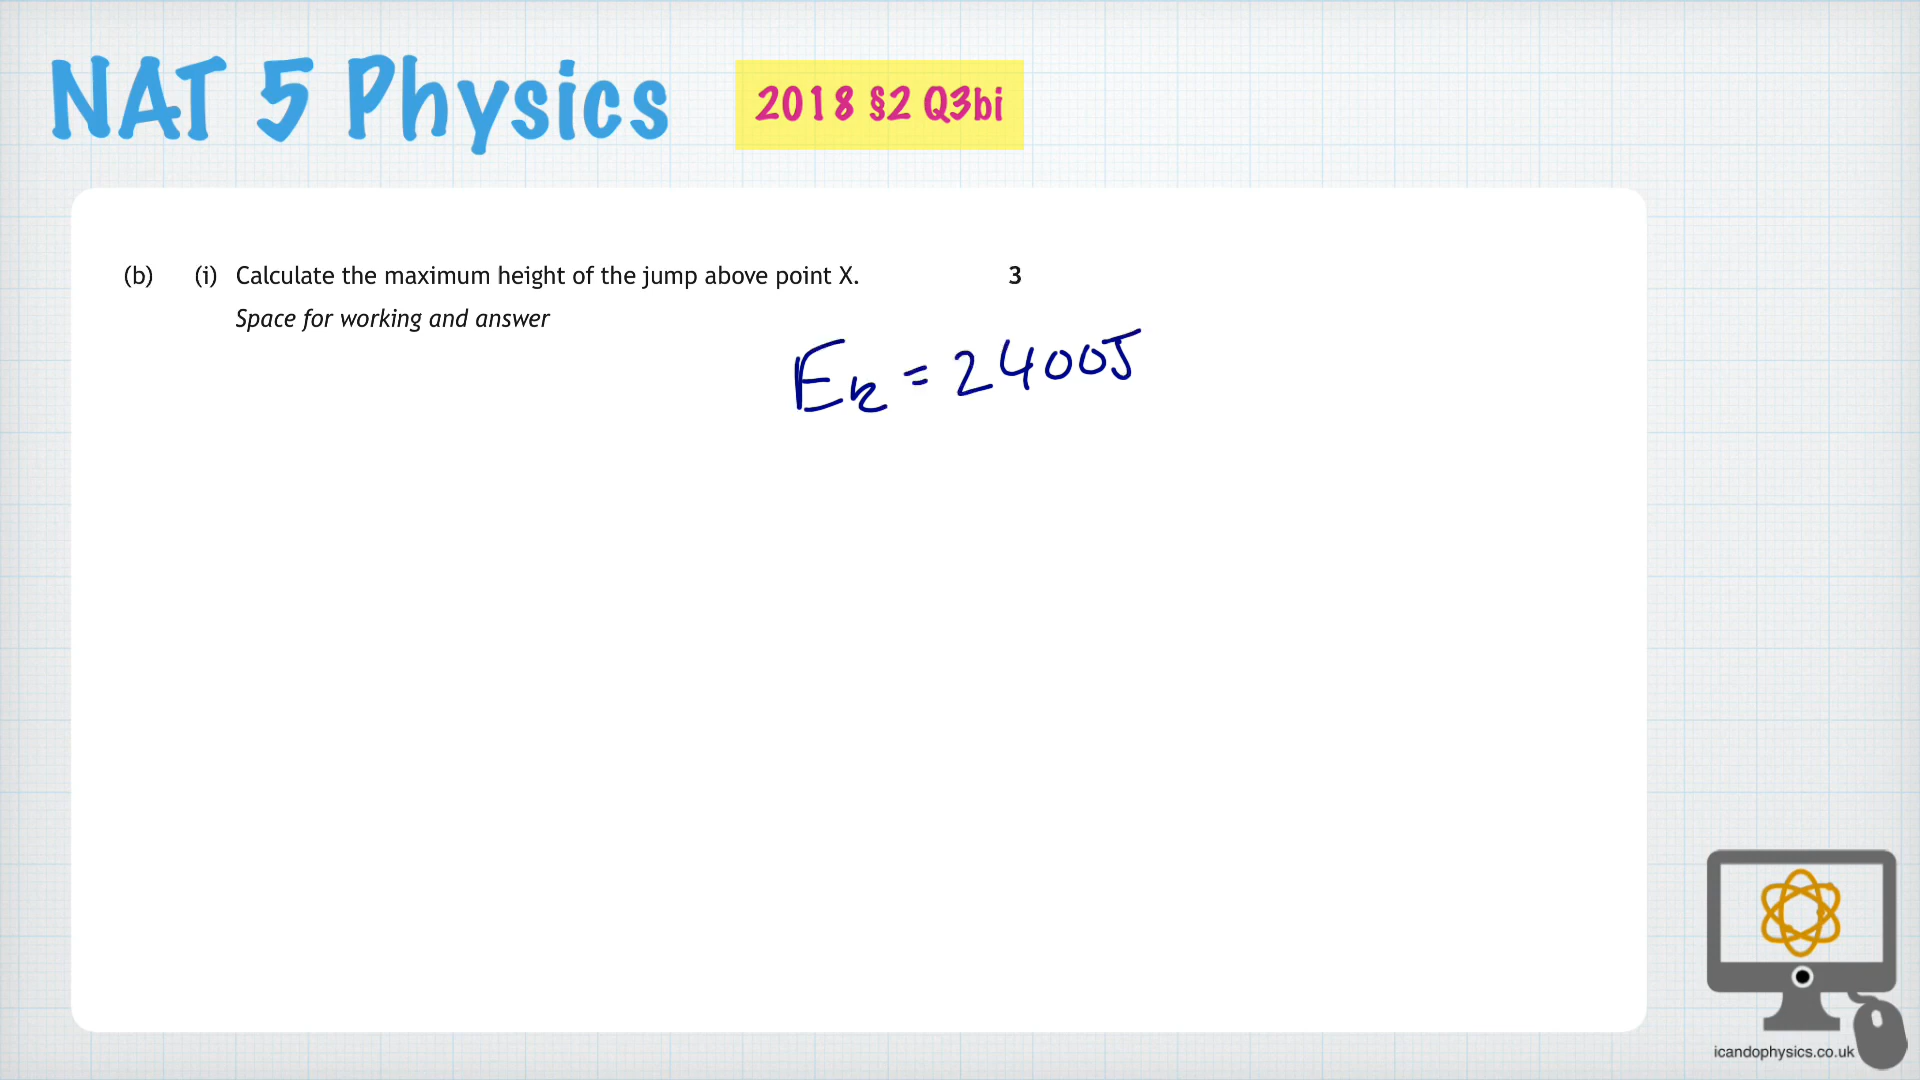 NAT 5 Physics
2018 §2 Q3bi
(b) (i) Calculate the maximum height of the jump above point X. 3
Space for working and answer
Ek = 2400J
icandophysics.co.uk